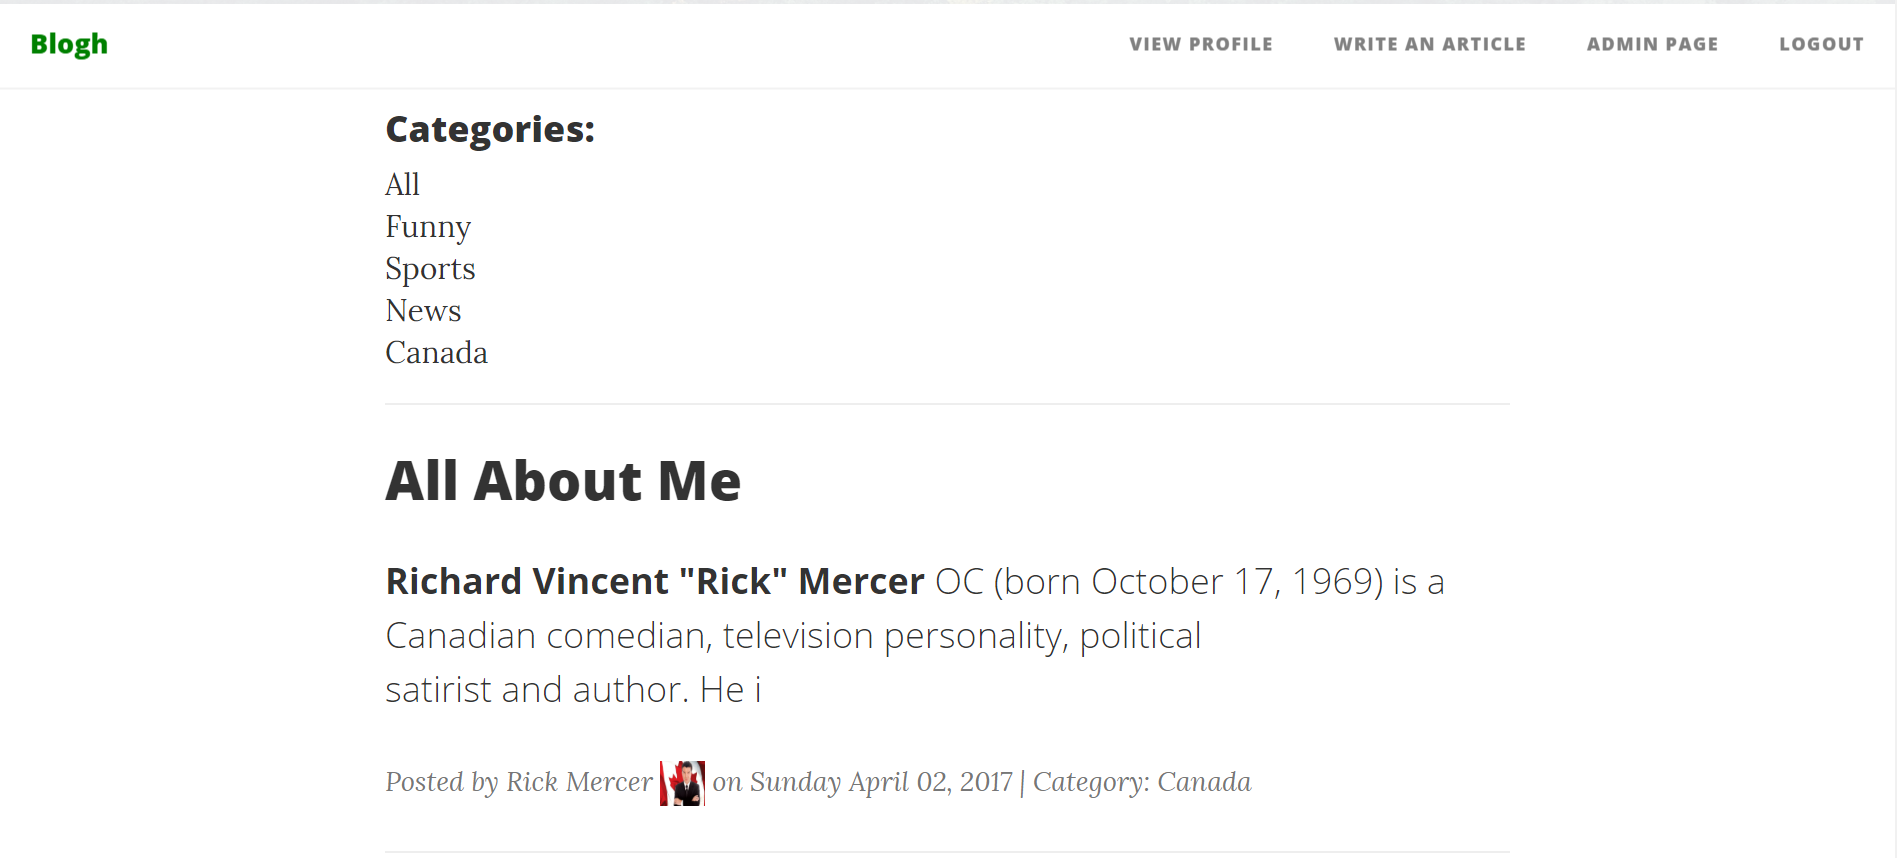 Blogh
VIEW PROFILE WRITE AN ARTICLE ADMIN PAGE LOGOUT
Categories:
All
Funny
Sports
News
Canada
All About Me
Richard Vincent "Rick" Mercer OC (born October 17, 1969) is a
Canadian comedian, television personality, political
satirist and author. He i
Posted by Rick Mercer on Sunday April 02, 2017 | Category: Canada